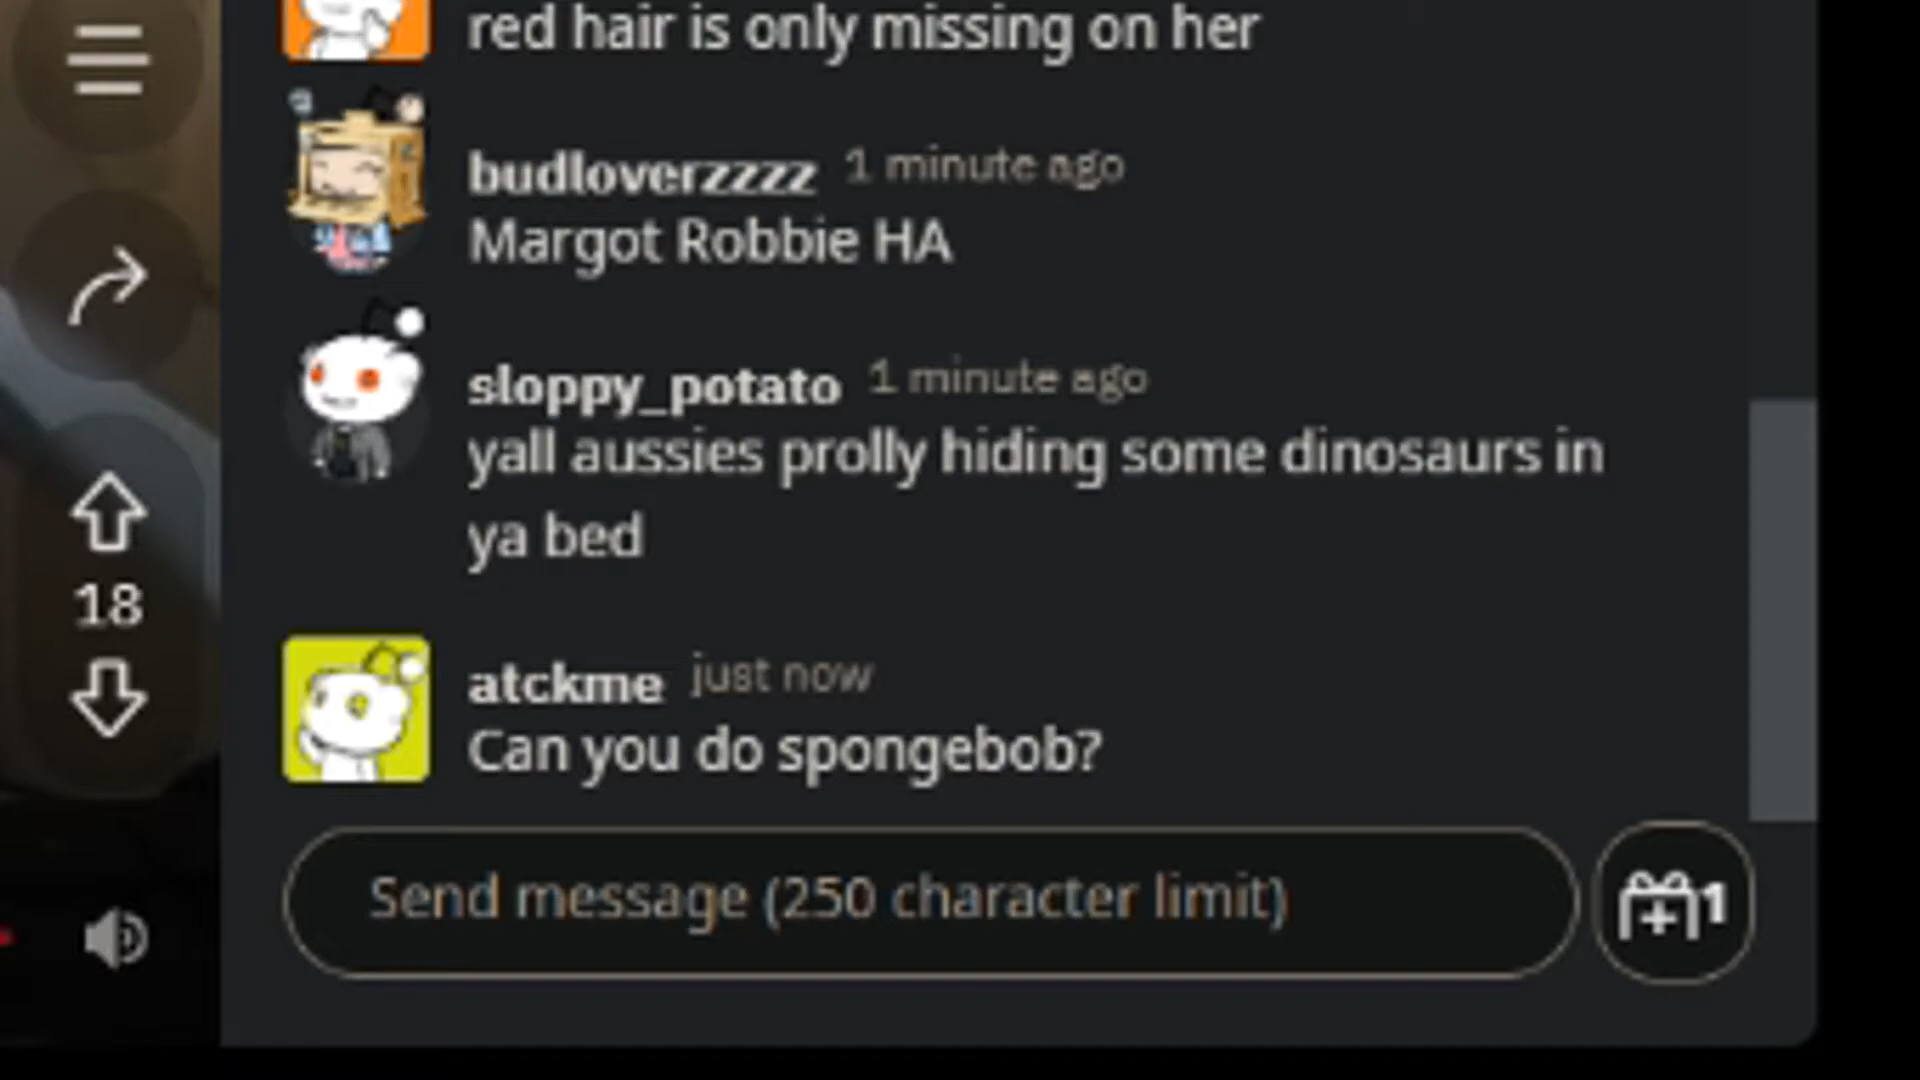 red hair is only missing on her
budloverzzzz 1 minute ago
Margot Robbie HA
sloppy_potato 1 minute ago
yall aussies prolly hiding some dinosaurs in
ya bed
18
atckme just now
Can you do spongebob?
Send message (250 character limit)
1